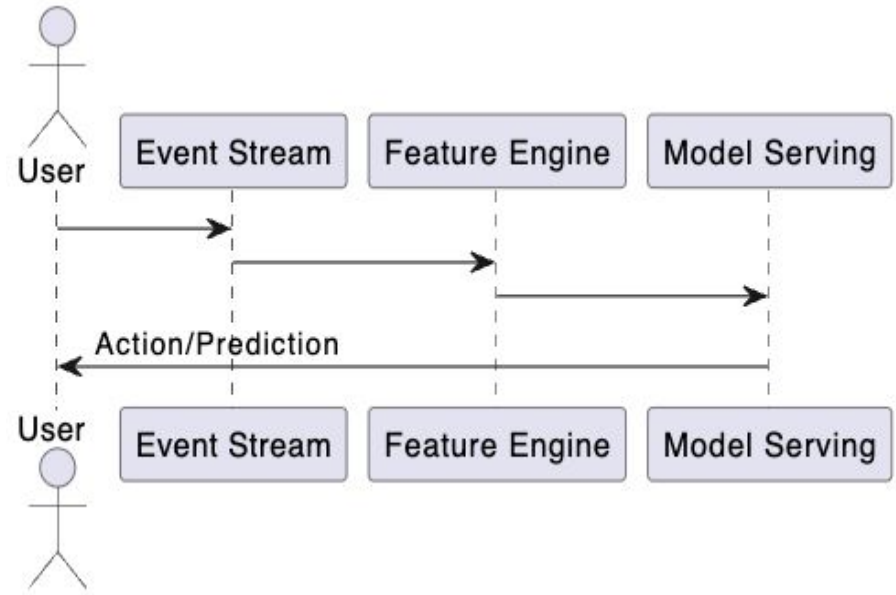 User
Event Stream
Feature Engine
Model Serving
Action/Prediction
User
Event Stream
Feature Engine
Model Serving